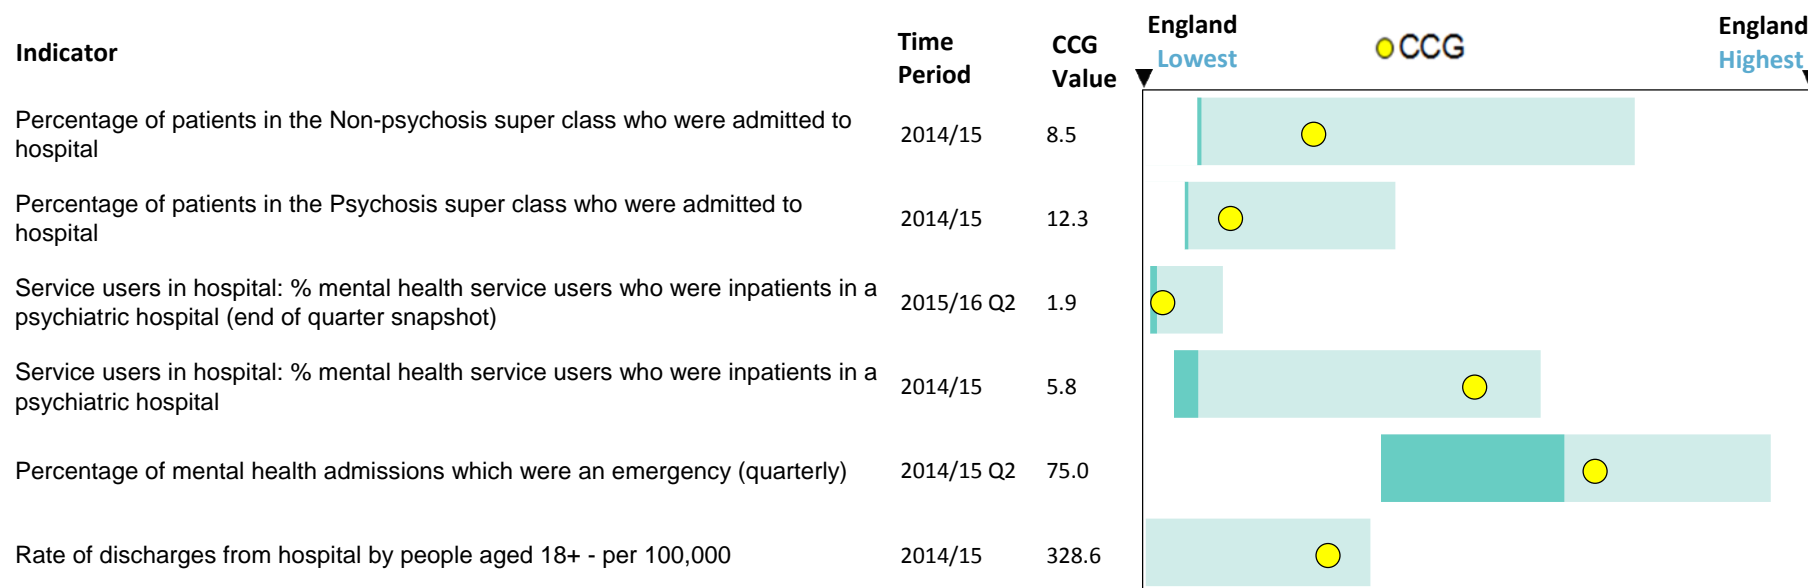 Indicator
Time Period
CCG Value
England Lowest
CCG
England Highest
Percentage of patients in the Non-psychosis super class who were admitted to
hospital
2014/15
8.5
Percentage of patients in the Psychosis super class who were admitted to
hospital
2014/15
12.3
Service users in hospital: % mental health service users who were inpatients in a
psychiatric hospital (end of quarter snapshot)
2015/16 Q2
1.9
Service users in hospital: % mental health service users who were inpatients in a
psychiatric hospital
2014/15
5.8
Percentage of mental health admissions which were an emergency (quarterly)
2014/15 Q2
75.0
Rate of discharges from hospital by people aged 18+ - per 100,000
2014/15
328.6